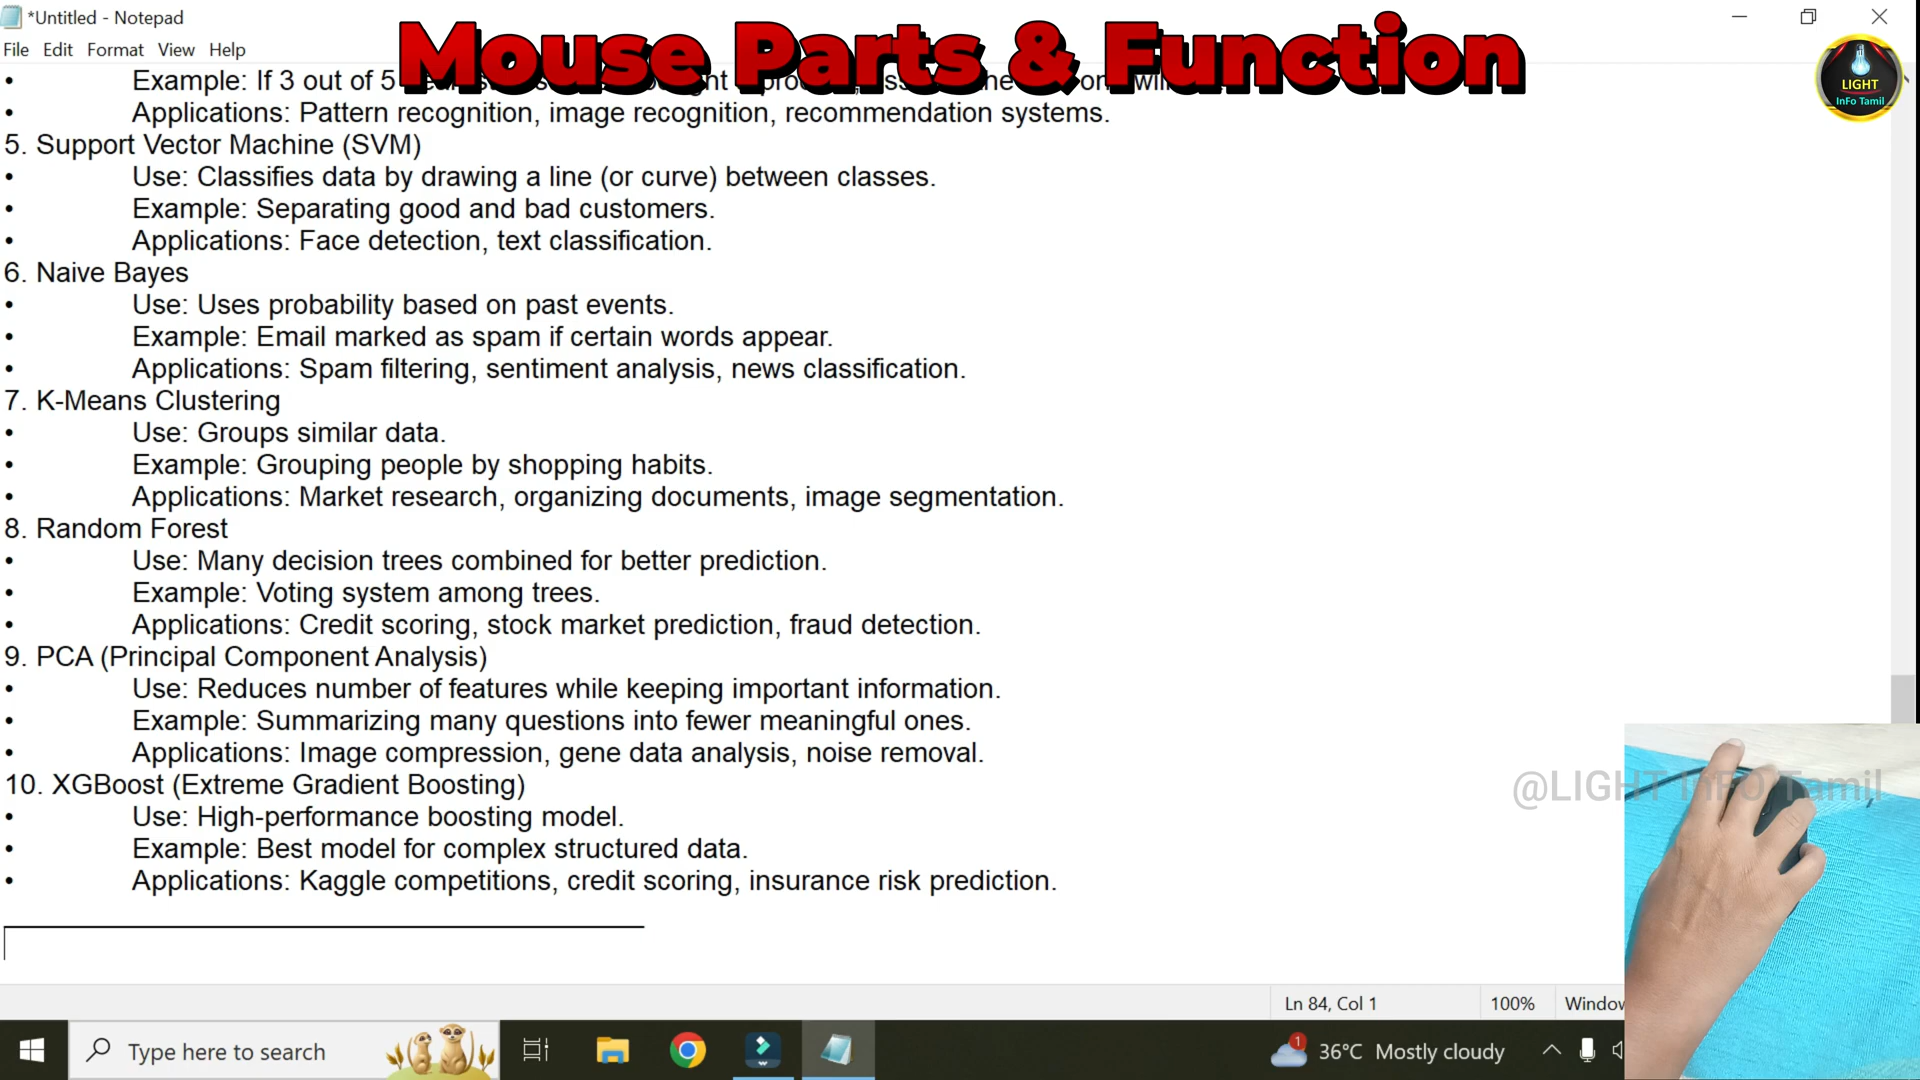 *Untitled - Notepad
Mouse Parts & Function
File Edit Format View Help
LIGHT
InFo Tamil
• Example: If 3 out of 5
• Applications: Pattern recognition, image recognition, recommendation systems.
5. Support Vector Machine (SVM)
• Use: Classifies data by drawing a line (or curve) between classes.
• Example: Separating good and bad customers.
• Applications: Face detection, text classification.
6. Naive Bayes
• Use: Uses probability based on past events.
• Example: Email marked as spam if certain words appear.
• Applications: Spam filtering, sentiment analysis, news classification.
7. K-Means Clustering
• Use: Groups similar data.
• Example: Grouping people by shopping habits.
• Applications: Market research, organizing documents, image segmentation.
8. Random Forest
• Use: Many decision trees combined for better prediction.
• Example: Voting system among trees.
• Applications: Credit scoring, stock market prediction, fraud detection.
9. PCA (Principal Component Analysis)
• Use: Reduces number of features while keeping important information.
• Example: Summarizing many questions into fewer meaningful ones.
• Applications: Image compression, gene data analysis, noise removal.
10. XGBoost (Extreme Gradient Boosting)
@LIGHT InFO Tamil
• Use: High-performance boosting model.
• Example: Best model for complex structured data.
• Applications: Kaggle competitions, credit scoring, insurance risk prediction.
Ln 84, Col 1 100% Window
Type here to search 1 36°C Mostly cloudy